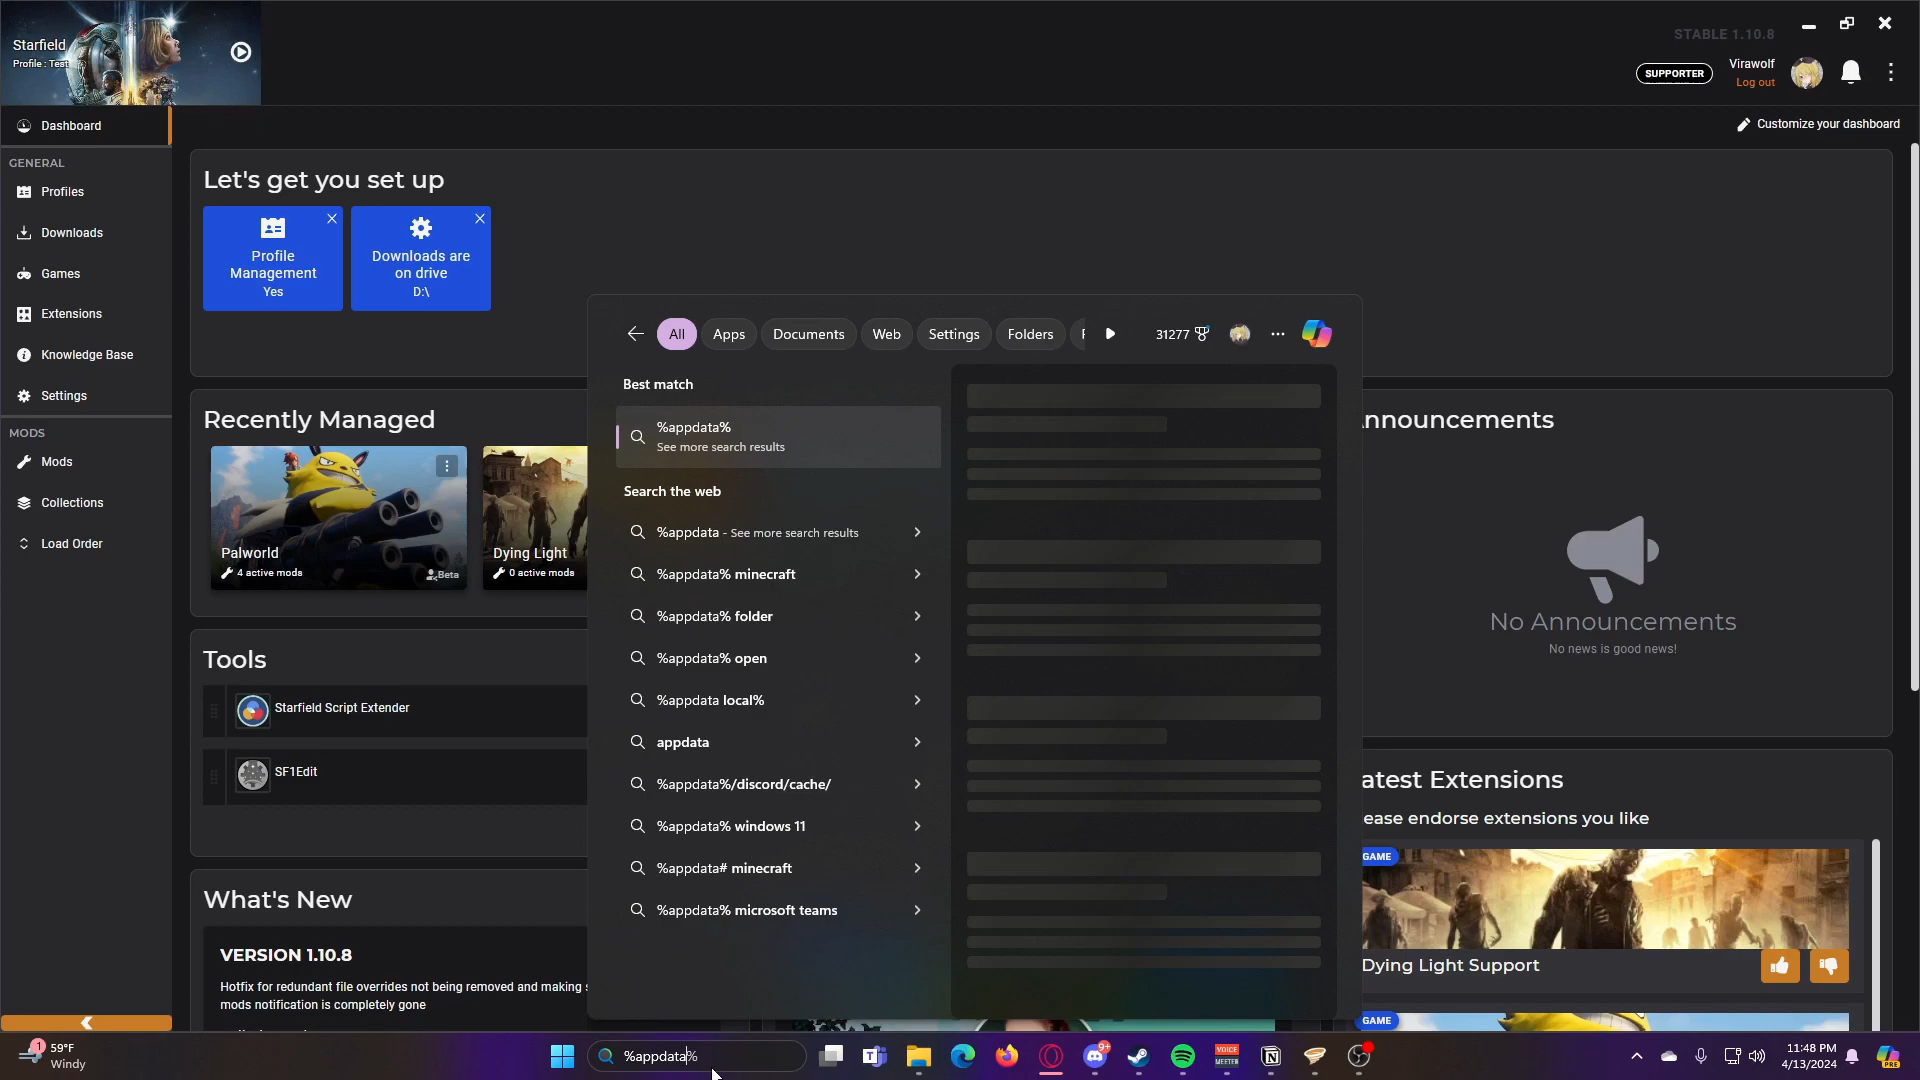 Starfield
Profile : Test
STABLE 1.10.8
SUPPORTER
Virawolf
Log out
Dashboard
Customize your dashboard
GENERAL
Profiles
Downloads
Games
Extensions
Knowledge Base
Settings
MODS
Mods
Collections
Load Order
Let's get you set up
Profile
Management
Yes
Downloads are
on drive
D:\
Recently Managed
Palworld
4 active mods
Beta
Dying Light
0 active mods
Tools
Starfield Script Extender
SF1Edit
What's New
VERSION 1.10.8
Hotfix for redundant file overrides not being removed and making s
mods notification is completely gone
All
Apps
Documents
Web
Settings
Folders
31277
Best match
%appdata%
See more search results
Search the web
%appdata - See more search results
%appdata% minecraft
%appdata% folder
%appdata% open
%appdata local%
appdata
%appdata%/discord/cache/
%appdata% windows 11
%appdata# minecraft
%appdata% microsoft teams
nnouncements
No Announcements
No news is good news!
atest Extensions
ease endorse extensions you like
GAME
Dying Light Support
GAME
1
59°F
Windy
%appdata%
9+
VOICE
MEETER
11:48 PM
4/13/2024
PRE